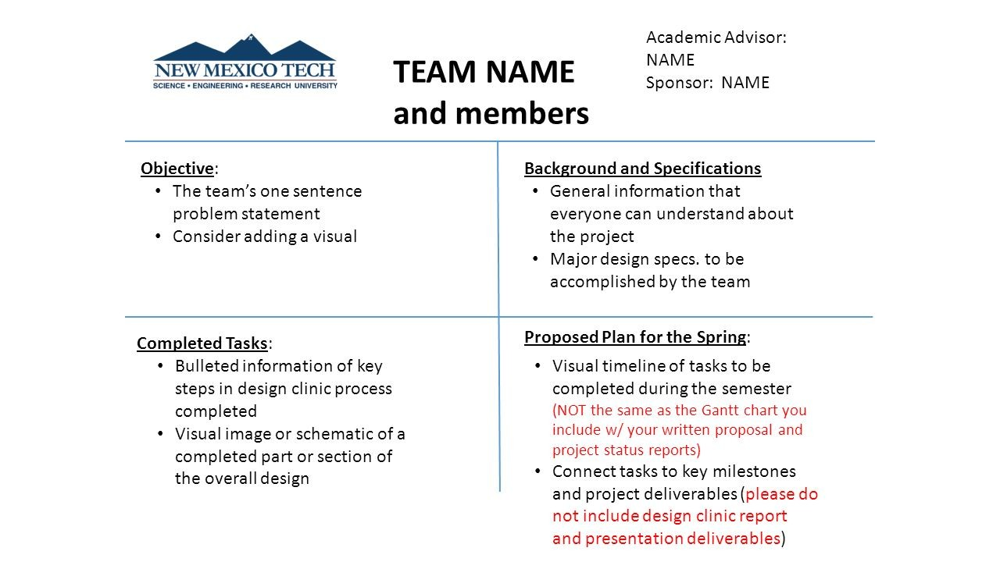 NEW MEXICO TECH
SCIENCE • ENGINEERING • RESEARCH UNIVERSITY
TEAM NAME
and members
Academic Advisor:
NAME
Sponsor: NAME
Objective:
• The team’s one sentence
problem statement
• Consider adding a visual
Background and Specifications
• General information that
everyone can understand about
the project
• Major design specs. to be
accomplished by the team
Completed Tasks:
• Bulleted information of key
steps in design clinic process
completed
• Visual image or schematic of a
completed part or section of
the overall design
Proposed Plan for the Spring:
• Visual timeline of tasks to be
completed during the semester
(NOT the same as the Gantt chart you
include w/ your written proposal and
project status reports)
• Connect tasks to key milestones
and project deliverables (please do
not include design clinic report
and presentation deliverables)